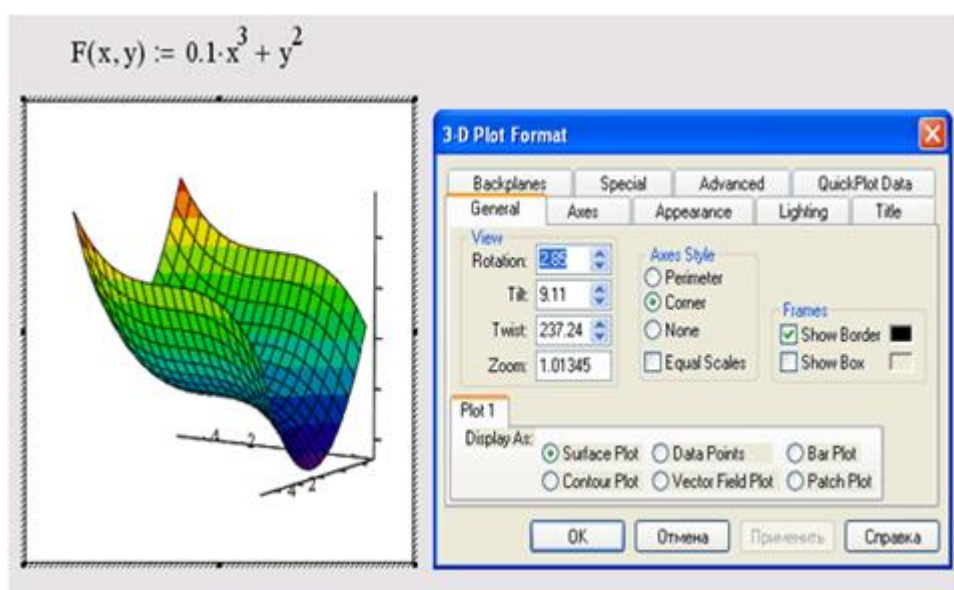 F(x,y) := 0.1·x³ + y²
4 2
4 2
3-D Plot Format
Backplanes Special Advanced QuickPlot Data
General Axes Appearance Lighting Title
View
Rotation: 2.85
Tilt: 9.11
Twist: 237.24
Zoom: 1.01345
Axes Style
Perimeter
Corner
None
Equal Scales
Frames
Show Border
Show Box
Plot 1
Display As:
Surface Plot Data Points Bar Plot
Contour Plot Vector Field Plot Patch Plot
OK Отмена Применить Справка